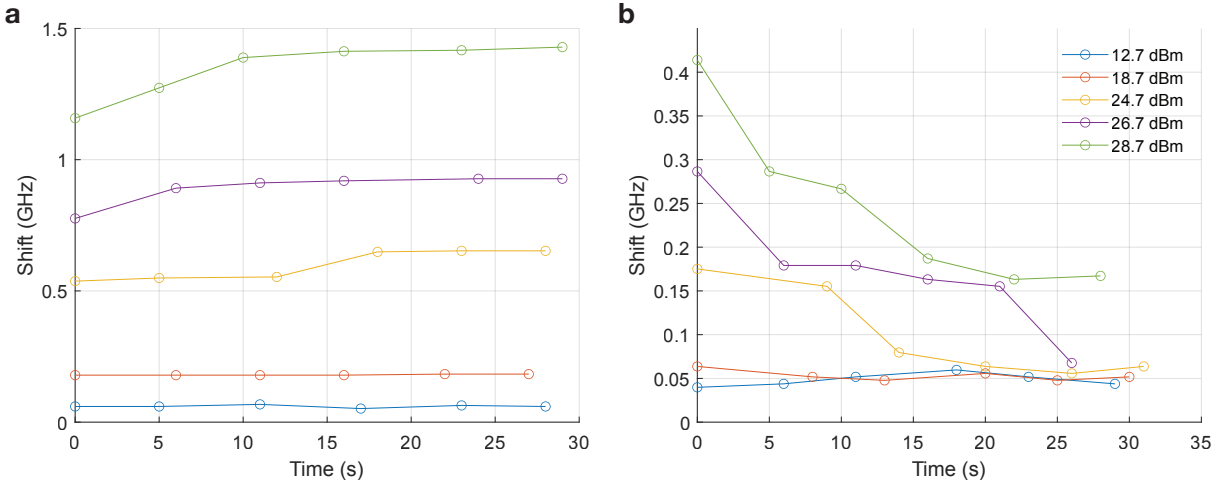 a
1.5
1
0.5
0
0 5 10 15 20 25 30
Shift (GHz)
Time (s)
b
0.4
0.35
0.3
0.25
0.2
0.15
0.1
0.05
0
0 5 10 15 20 25 30 35
Shift (GHz)
Time (s)
12.7 dBm
18.7 dBm
24.7 dBm
26.7 dBm
28.7 dBm